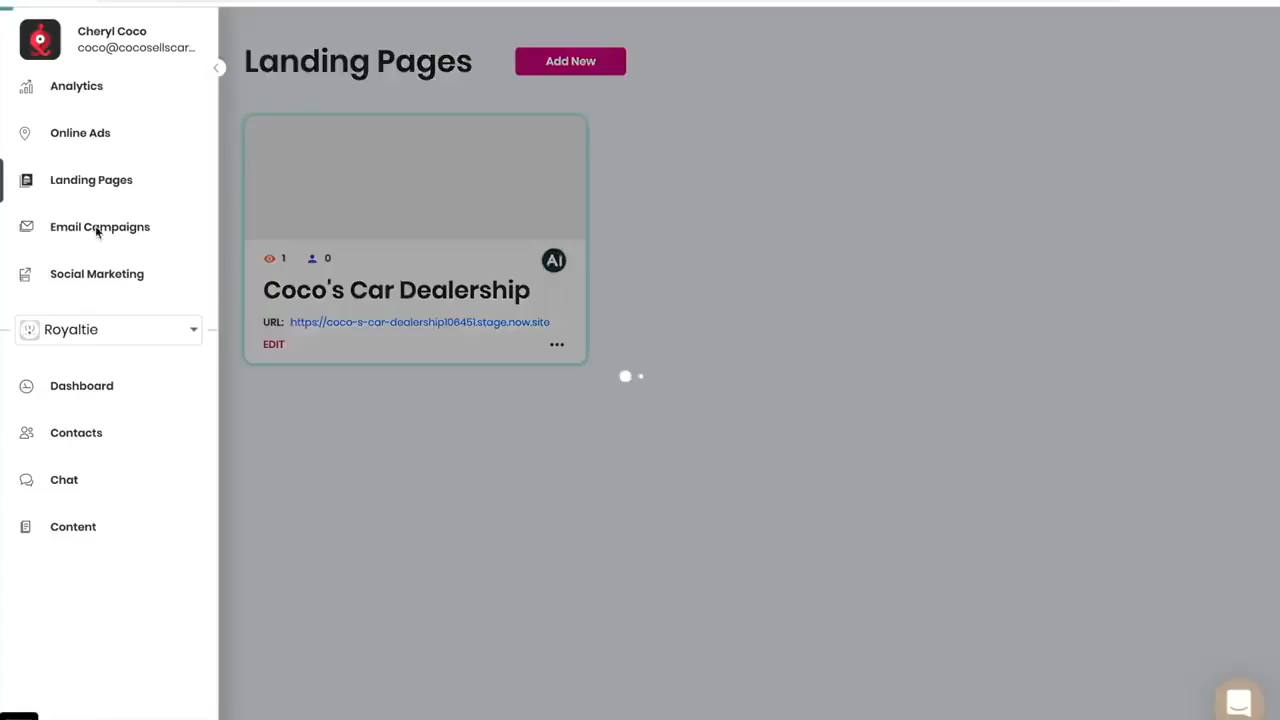 Cheryl Coco
coco@cocosellscar...
Analytics
Online Ads
Landing Pages
Email Campaigns
Social Marketing
Royaltie
Dashboard
Contacts
Chat
Content
Landing Pages
Add New
1
0
AI
Coco's Car Dealership
URL: https://coco-s-car-dealership106451.stage.now.site
EDIT